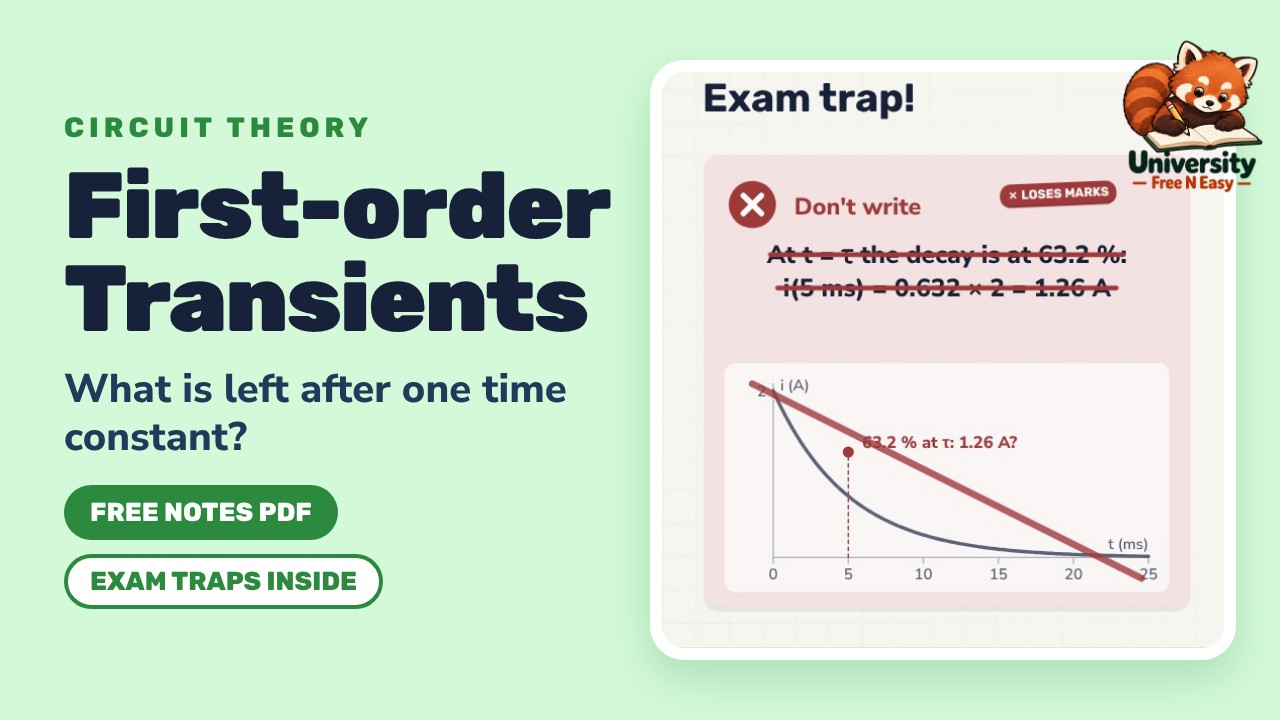 CIRCUIT THEORY
First-order
Transients
What is left after one time
constant?
FREE NOTES PDF
EXAM TRAPS INSIDE
Exam trap!
× LOSES MARKS
Don't write
At t = τ the decay is at 63.2 %:
i(5 ms) = 0.632 × 2 = 1.26 A
2
i (A)
63.2 % at τ: 1.26 A?
t (ms)
0 5 10 15 20 25
University
Free N Easy